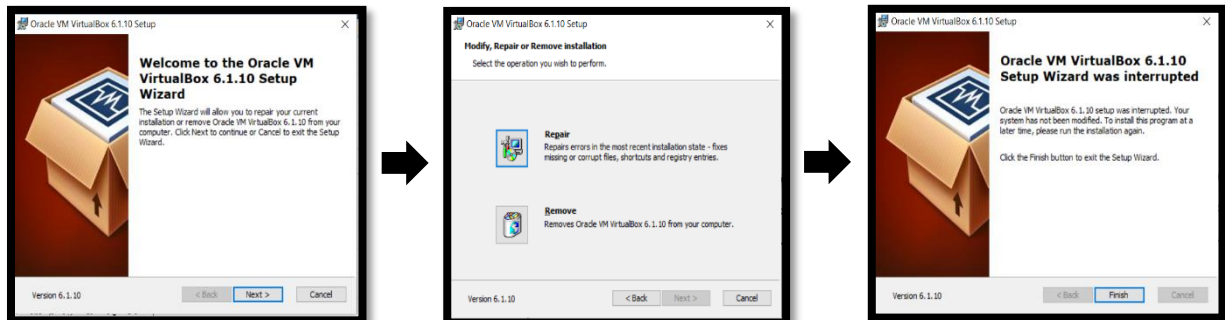 Oracle VM VirtualBox 6.1.10 Setup
Welcome to the Oracle VM
VirtualBox 6.1.10 Setup
Wizard
The Setup Wizard will allow you to repair your current
installation or remove Oracle VM VirtualBox 6.1.10 from your
computer. Click Next to continue or Cancel to exit the Setup
Wizard.
Version 6.1.10
< Back
Next >
Cancel
Oracle VM VirtualBox 6.1.10 Setup
Modify, Repair or Remove installation
Select the operation you wish to perform.
Repair
Repairs errors in the most recent installation state - fixes
missing or corrupt files, shortcuts and registry entries.
Remove
Removes Oracle VM VirtualBox 6.1.10 from your computer.
Version 6.1.10
< Back
Next >
Cancel
Oracle VM VirtualBox 6.1.10 Setup
Oracle VM VirtualBox 6.1.10
Setup Wizard was interrupted
Oracle VM VirtualBox 6.1.10 setup was interrupted. Your
system has not been modified. To install this program at a
later time, please run the installation again.
Click the Finish button to exit the Setup Wizard.
Version 6.1.10
< Back
Finish
Cancel